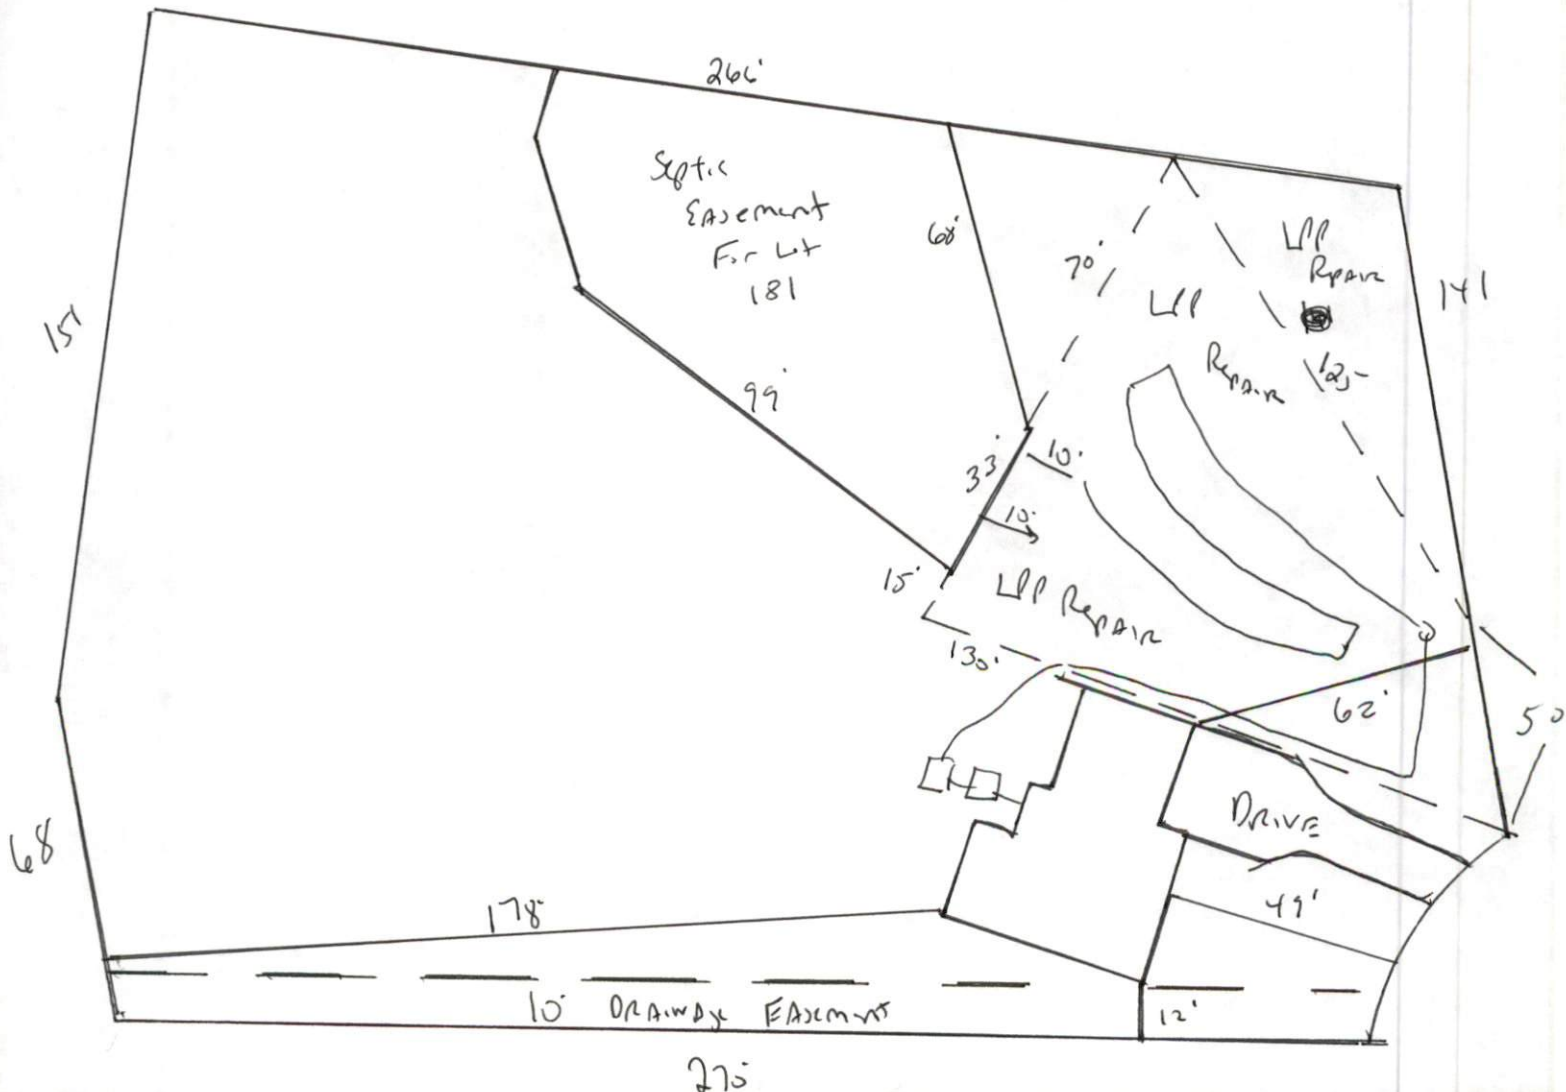 266'
Septic
Easement
For Lot
181
68'
70'
LPP
Repair
141
LPP
Repair
125
151
99'
33'
10'
10'
15'
LPP Repair
130'
62'
50
DRIVE
68
49'
178'
10' DRAINAGE EASEMENT
12'
270'